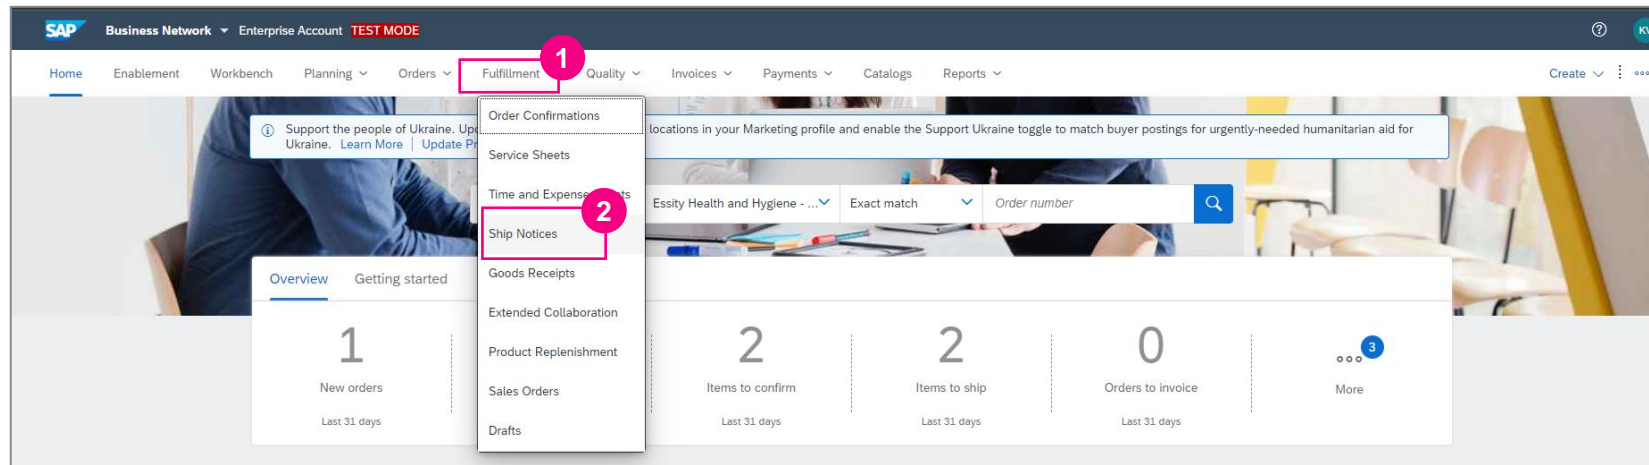 SAP Business Network Enterprise Account TEST MODE
KV
1
Home Enablement Workbench Planning Orders Fulfillment Quality Invoices Payments Catalogs Reports Create
Order Confirmations
Service Sheets
Time and Expense
Ship Notices
2
Goods Receipts
Extended Collaboration
Product Replenishment
Sales Orders
Drafts
Support the people of Ukraine. locations in your Marketing profile and enable the Support Ukraine toggle to match buyer postings for urgently-needed humanitarian aid for
Ukraine. Learn More | Update
Essity Health and Hygiene - ... Exact match Order number
Overview Getting started
1 2 2 0 3
New orders Items to confirm Items to ship Orders to invoice More
Last 31 days Last 31 days Last 31 days Last 31 days